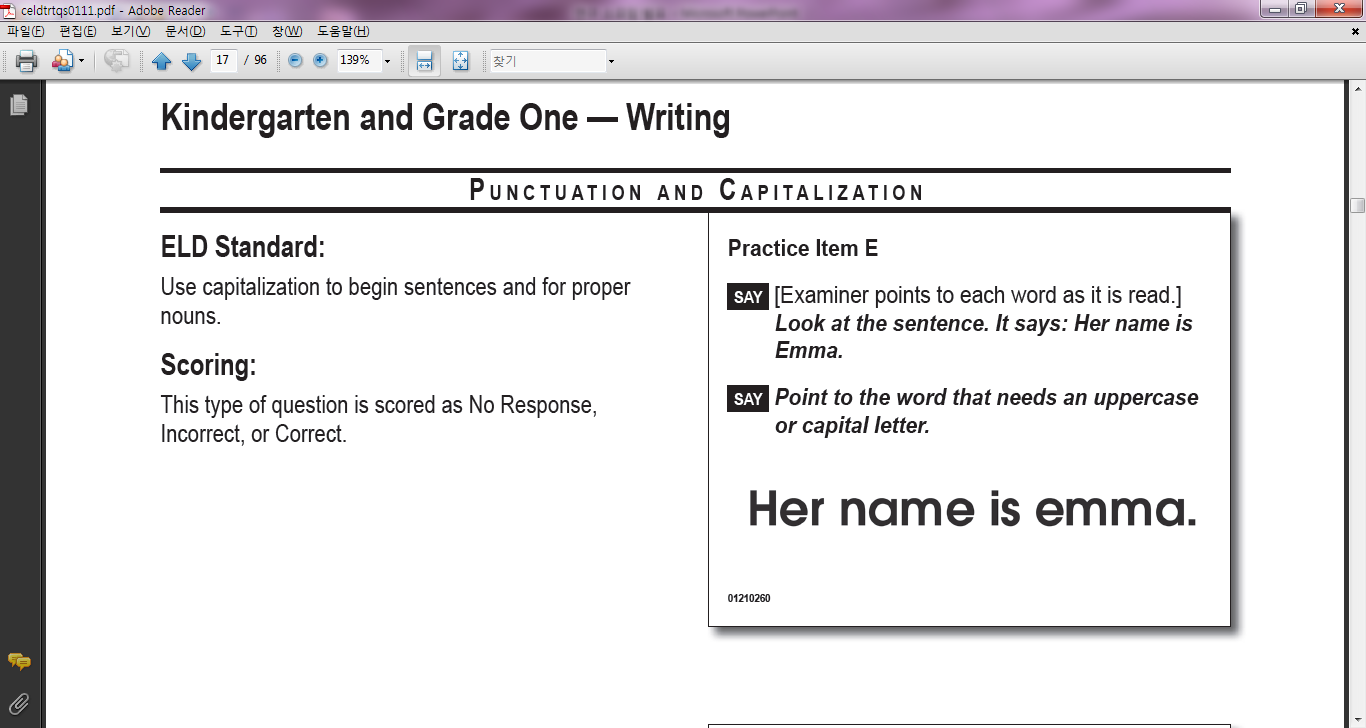 celdtrtqs0111.pdf - Adobe Reader
파일(F) 편집(E) 보기(V) 문서(D) 도구(T) 창(W) 도움말(H)
17 / 96 139% 찾기
Kindergarten and Grade One — Writing
PUNCTUATION AND CAPITALIZATION
ELD Standard:
Use capitalization to begin sentences and for proper
nouns.
Scoring:
This type of question is scored as No Response,
Incorrect, or Correct.
Practice Item E
SAY [Examiner points to each word as it is read.]
Look at the sentence. It says: Her name is
Emma.
SAY Point to the word that needs an uppercase
or capital letter.
Her name is emma.
01210260